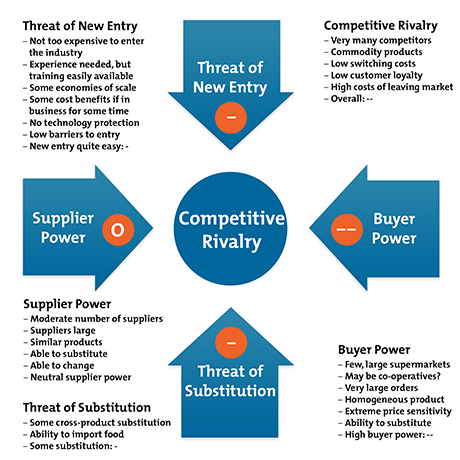 Threat of New Entry
– Not too expensive to enter
the industry
– Experience needed, but
training easily available
– Some economies of scale
– Some cost benefits if in
business for some time
– No technology protection
– Low barriers to entry
– New entry quite easy: -
Threat of
New Entry
–
Competitive Rivalry
– Very many competitors
– Commodity products
– Low switching costs
– Low customer loyalty
– High costs of leaving market
– Overall: --
Supplier
Power
O
Competitive
Rivalry
– –
Buyer
Power
Supplier Power
– Moderate number of suppliers
– Suppliers large
– Similar products
– Able to substitute
– Able to change
– Neutral supplier power
Threat of Substitution
– Some cross-product substitution
– Ability to import food
– Some substitution: -
–
Threat of
Substitution
Buyer Power
– Few, large supermarkets
– May be co-operatives?
– Very large orders
– Homogeneous product
– Extreme price sensitivity
– Ability to substitute
– High buyer power: --